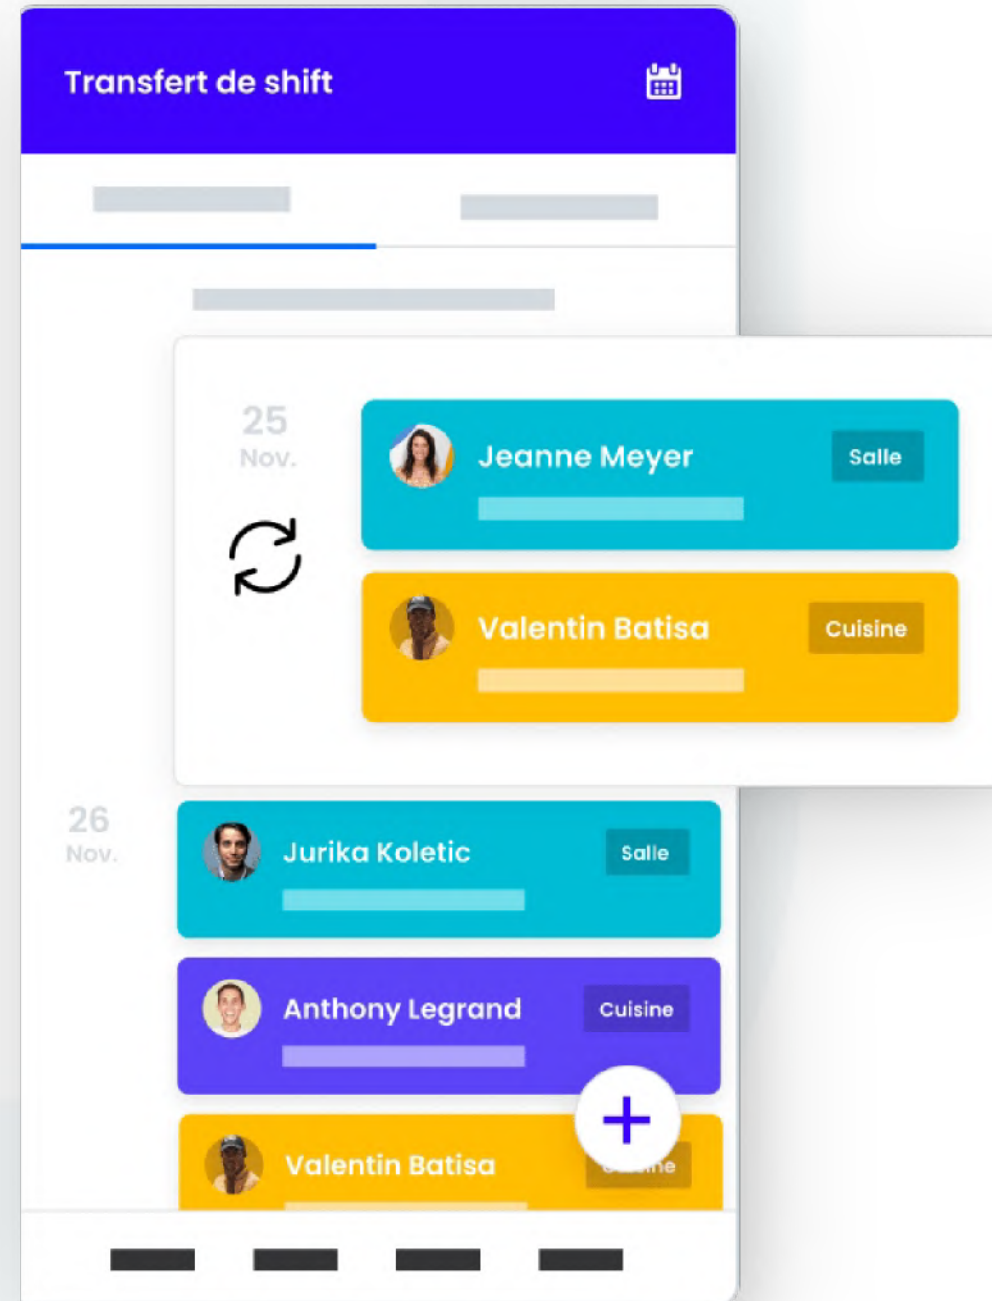 Transfert de shift
25
Nov.
Jeanne Meyer
Salle
Valentin Batisa
Cuisine
26
Nov.
Jurika Koletic
Salle
Anthony Legrand
Cuisine
Valentin Batisa